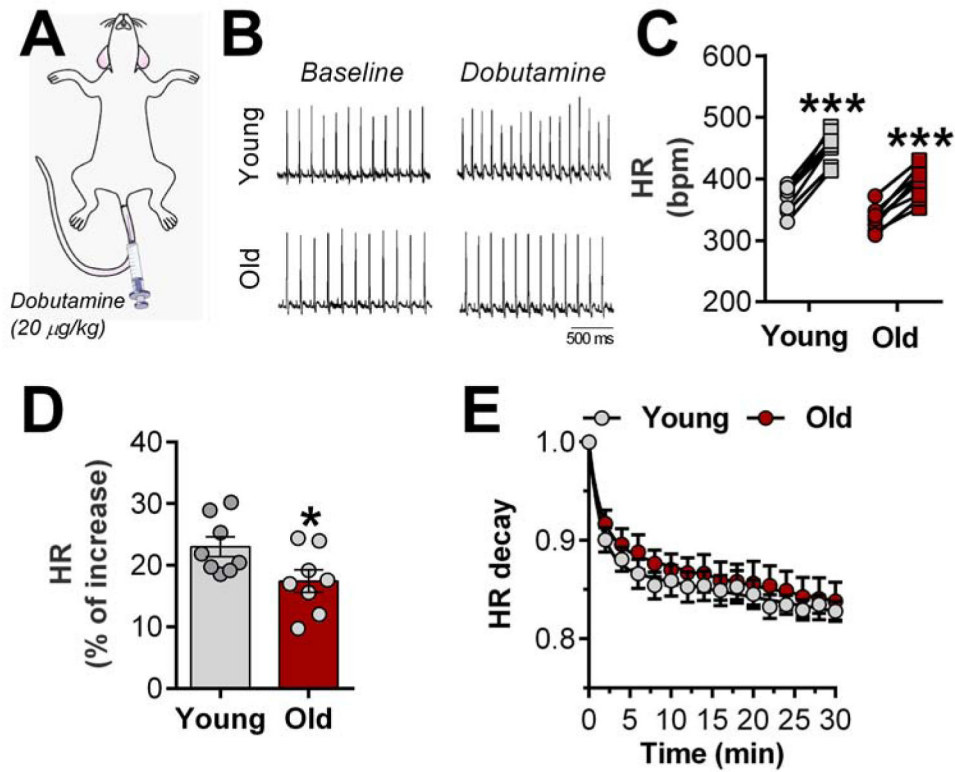 A
Dobutamine
(20 μg/kg)
B
Baseline
Dobutamine
Young
Old
500 ms
C
HR
(bpm)
600
500
400
300
200
***
***
Young
Old
D
HR
(% of increase)
40
30
20
10
0
*
Young
Old
E
Young
Old
HR decay
1.0
0.9
0.8
0 5 10 15 20 25 30
Time (min)